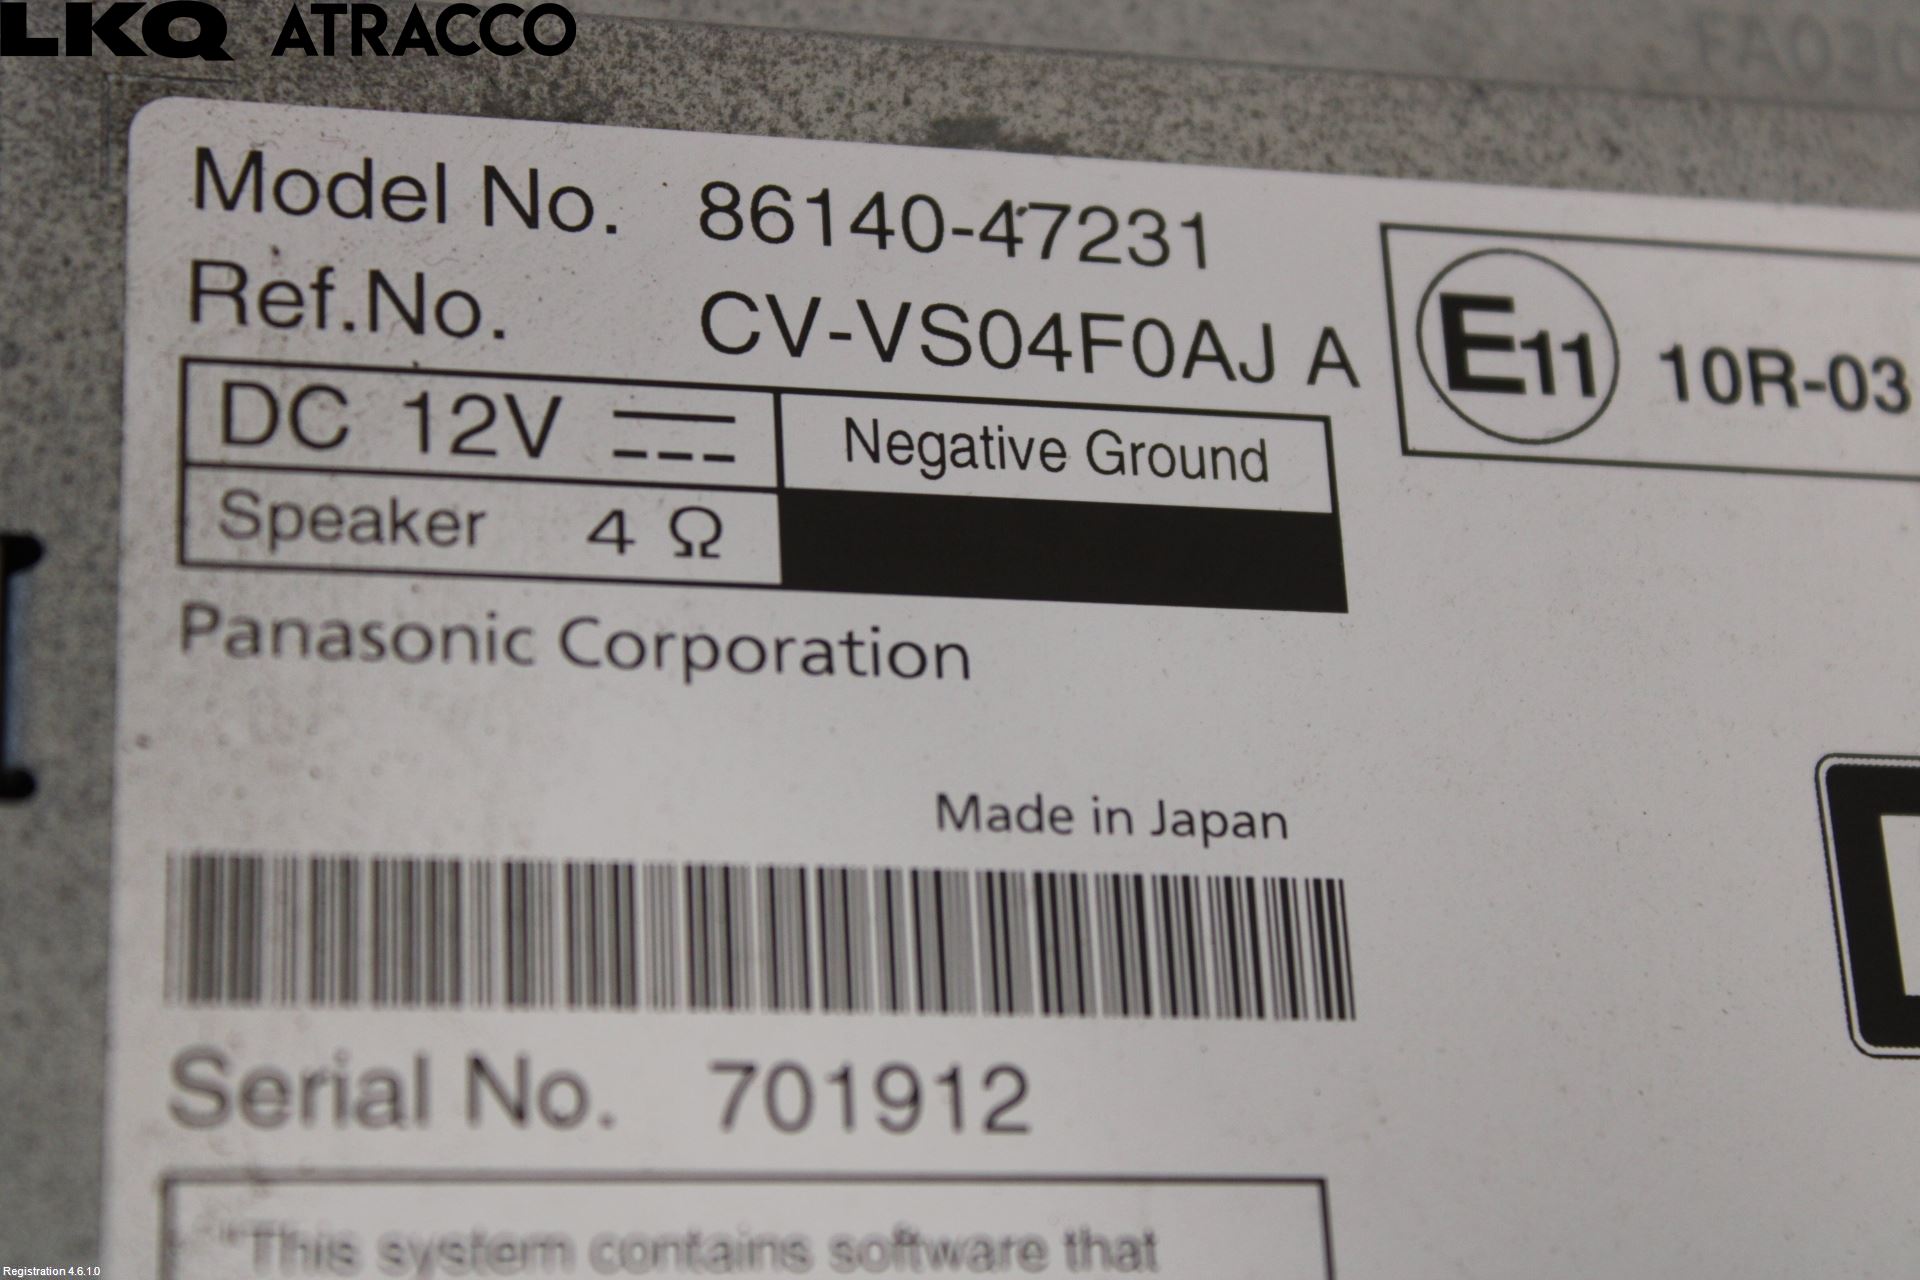 LKQ ATRACCO
Model No. 86140-47231
Ref.No. CV-VS04F0AJ A
E11 10R-03
DC 12V Negative Ground
Speaker 4 Ω
Panasonic Corporation
Made in Japan
Serial No. 701912
"This system contains software that
Registration 4.6.1.0